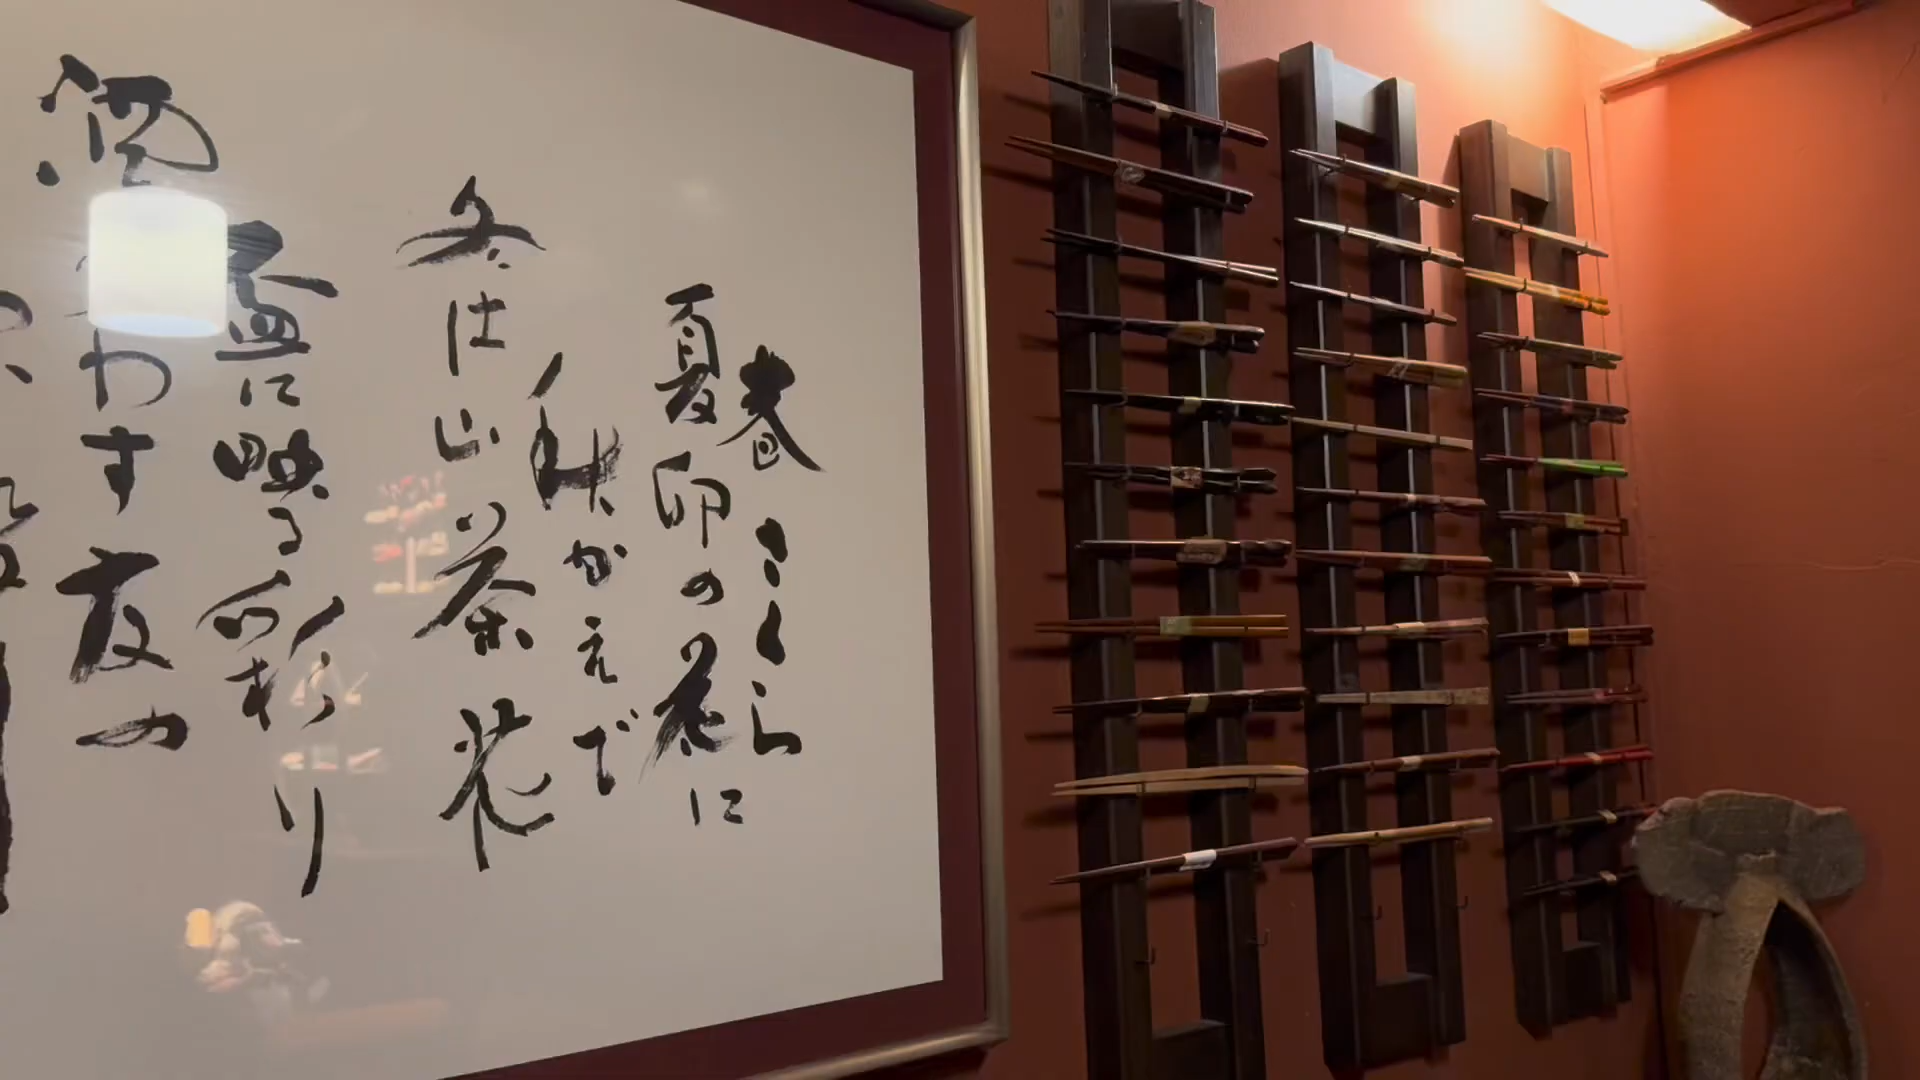 春さくら
夏卯の花に
秋かえで
冬は山茶花
盃に映る彩り
わす友の